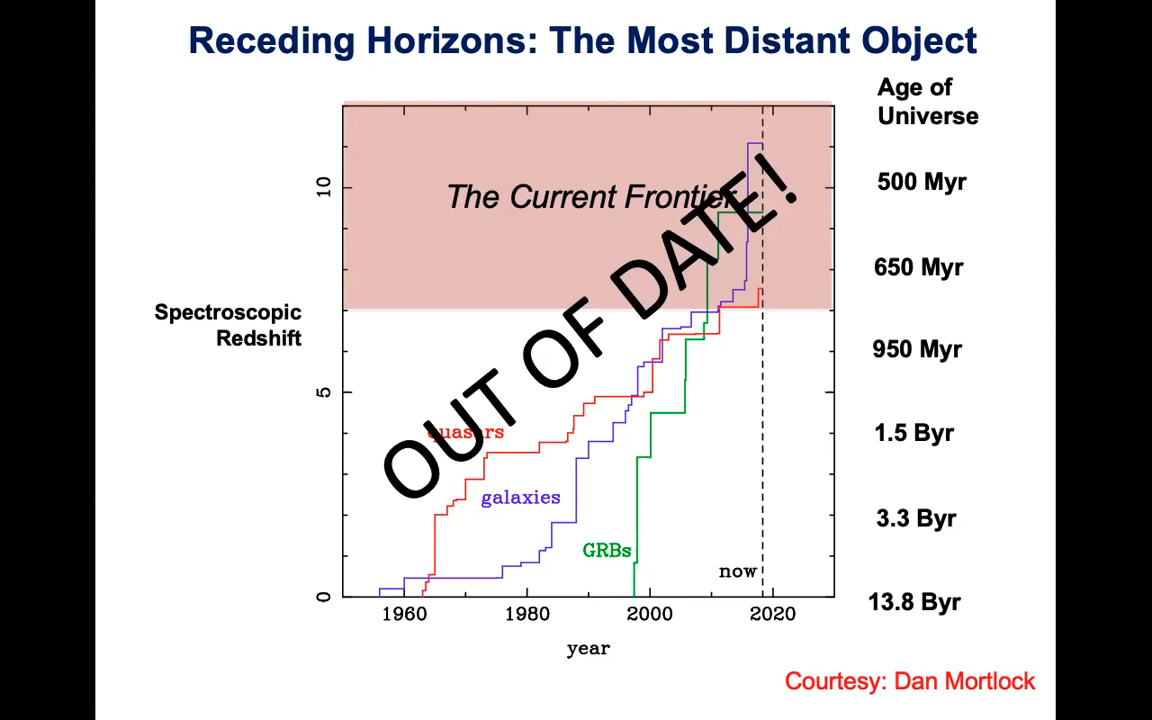 Receding Horizons: The Most Distant Object
Age of
Universe
The Current Frontier
OUT OF DATE!
10
5
0
500 Myr
650 Myr
950 Myr
1.5 Byr
3.3 Byr
13.8 Byr
Spectroscopic
Redshift
quasars
galaxies
GRBs
now
1960 1980 2000 2020
year
Courtesy: Dan Mortlock